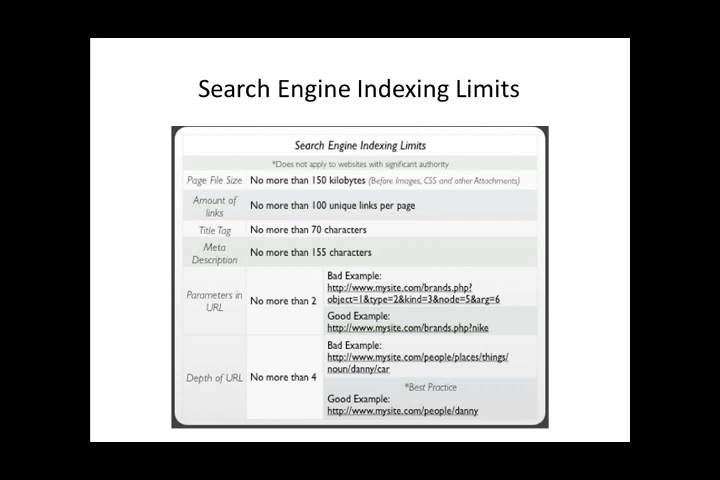 Search Engine Indexing Limits
Search Engine Indexing Limits
*Does not apply to websites with significant authority
Page File Size No more than 150 kilobytes (Before Images, CSS and other Attachments)
Amount of
links
No more than 100 unique links per page
Title Tag No more than 70 characters
Meta
Description
No more than 155 characters
Parameters in
URL
No more than 2
Bad Example:
http://www.mysite.com/brands.php?
object=1&type=2&kind=3&node=5&arg=6
Good Example:
http://www.mysite.com/brands.php?nike
Depth of URL No more than 4
Bad Example:
http://www.mysite.com/people/places/things/
noun/danny/car
*Best Practice
Good Example:
http://www.mysite.com/people/danny